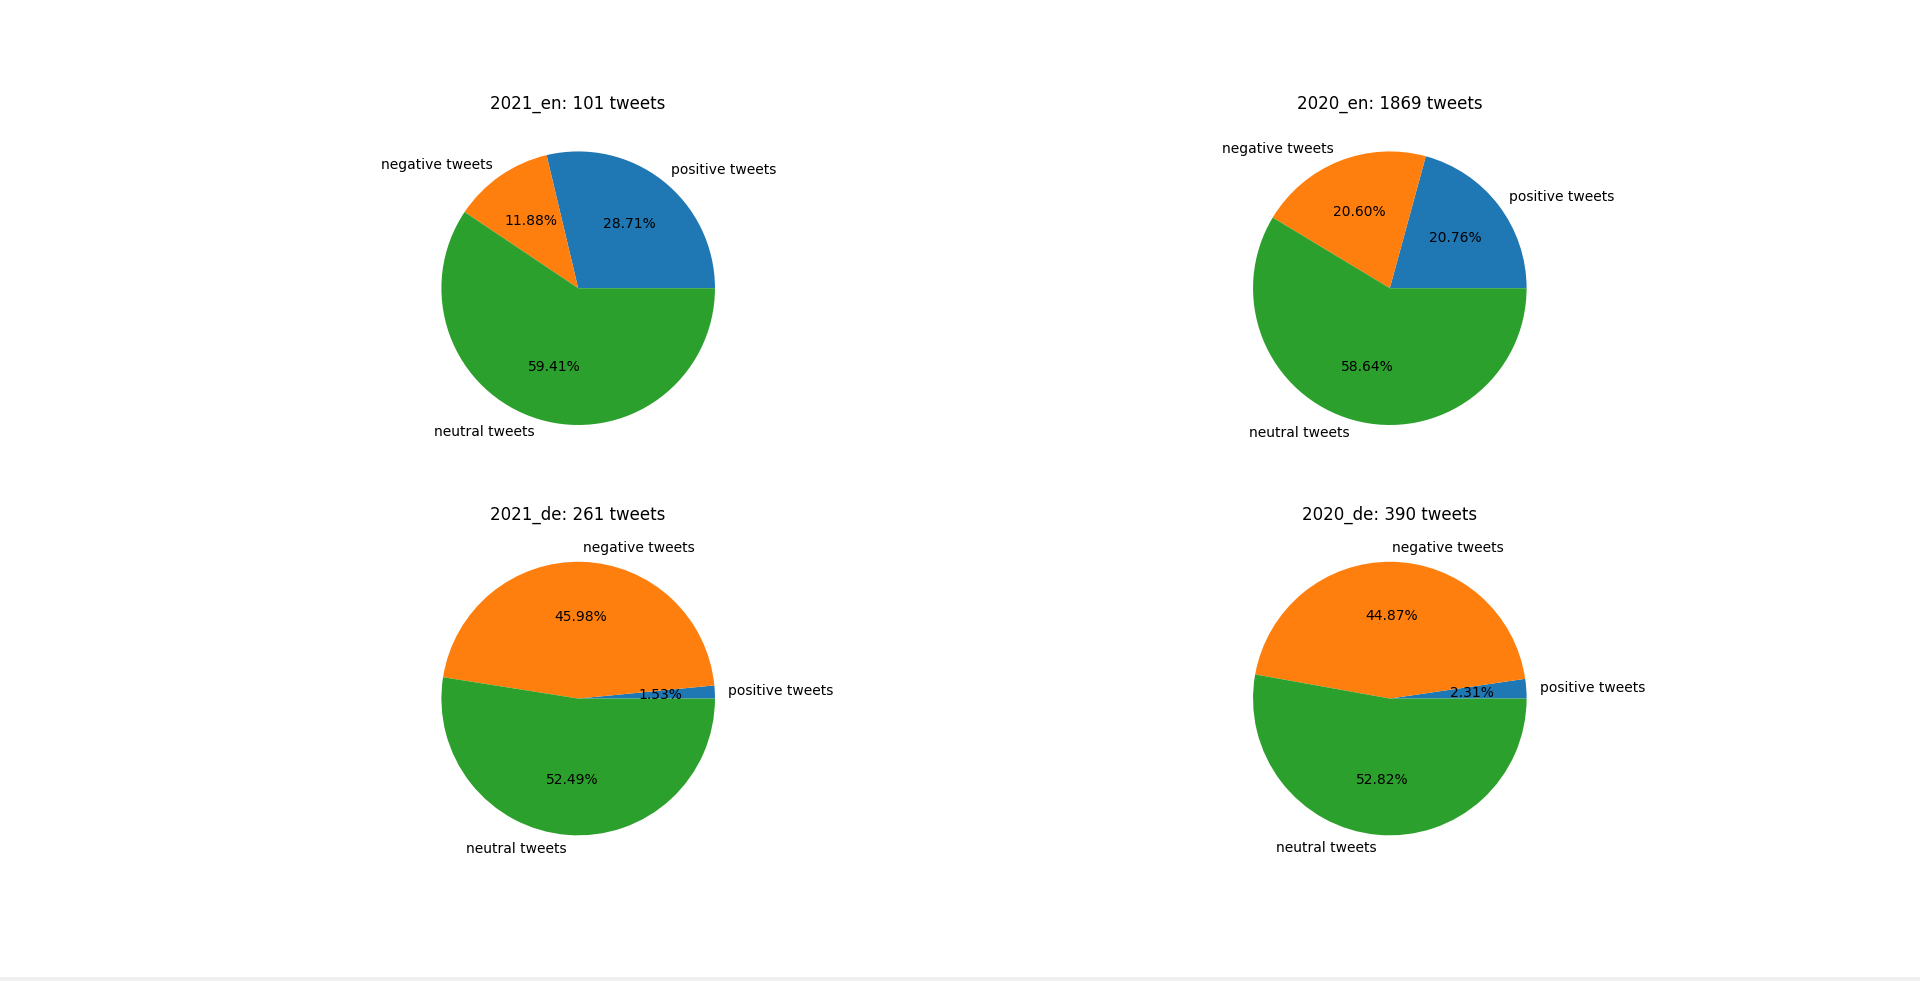 2021_en: 101 tweets
negative tweets
positive tweets
11.88%
28.71%
59.41%
neutral tweets
2020_en: 1869 tweets
negative tweets
positive tweets
20.60%
20.76%
58.64%
neutral tweets
2021_de: 261 tweets
negative tweets
45.98%
positive tweets
1.53%
52.49%
neutral tweets
2020_de: 390 tweets
negative tweets
44.87%
positive tweets
2.31%
52.82%
neutral tweets